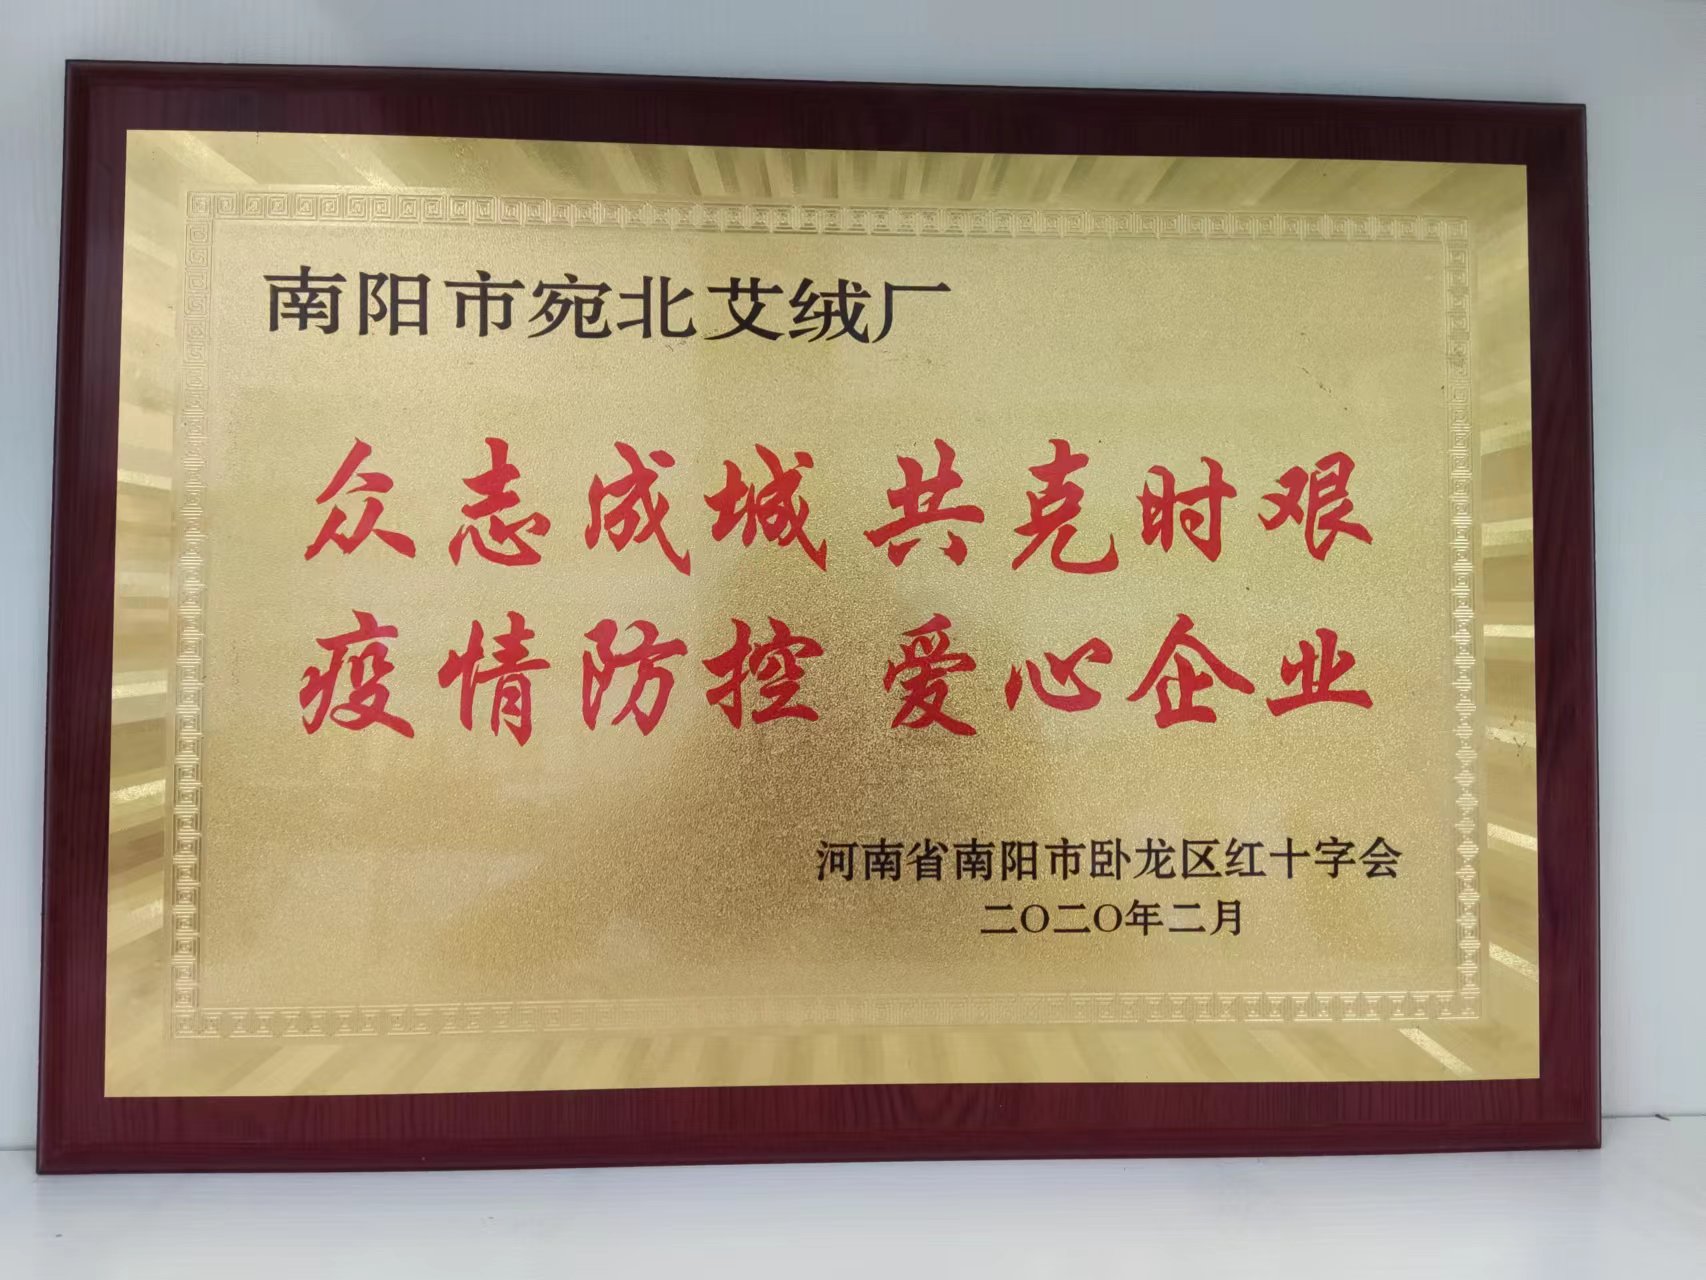 南阳市宛北艾绒厂
众志成城 共克时艰
疫情防控 爱心企业
河南省南阳市卧龙区红十字会
二〇二〇年二月